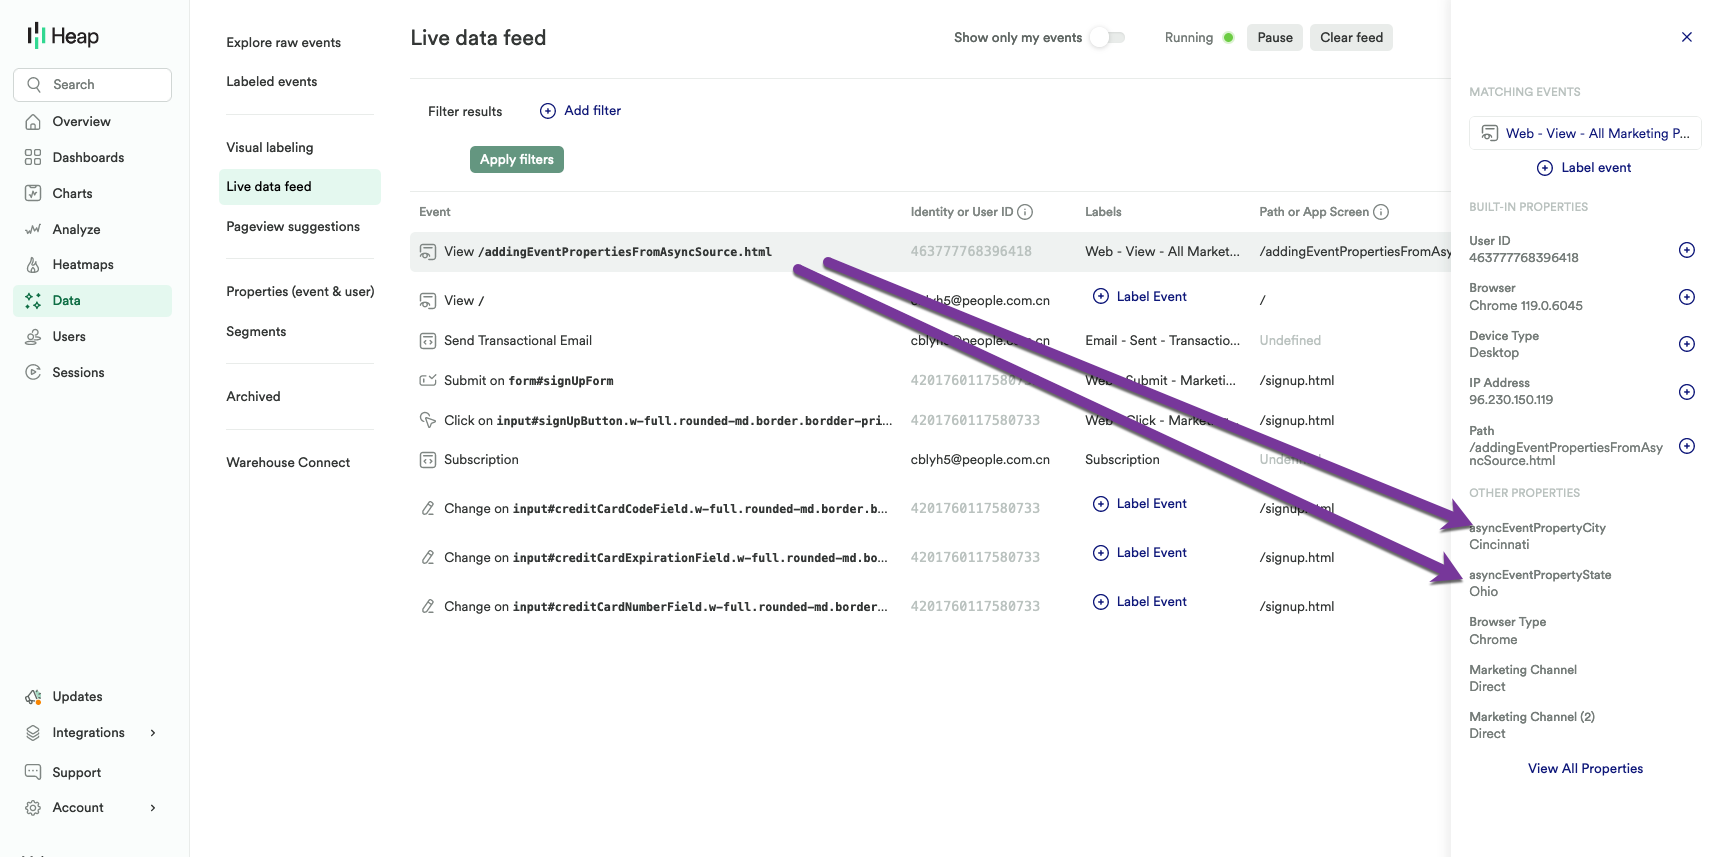 Heap
Search
Overview
Dashboards
Charts
Analyze
Heatmaps
Data
Users
Sessions
Updates
Integrations
Support
Account
Explore raw events
Labeled events
Visual labeling
Live data feed
Pageview suggestions
Properties (event & user)
Segments
Archived
Warehouse Connect
Live data feed
Show only my events
Running
Pause
Clear feed
Filter results
Add filter
Apply filters
Event Identity or User ID Labels Path or App Screen
View /addingEventPropertiesFromAsyncSource.html 463777768396418 Web - View - All Market... /addingEventPropertiesFromAsy
View / cblyh5@people.com.cn Label Event /
Send Transactional Email cblyh5@people.com.cn Email - Sent - Transactio... Undefined
Submit on form#signUpForm 4201760117580733 Web - Submit - Marketi... /signup.html
Click on input#signUpButton.w-full.rounded-md.border.bordder-pri... 4201760117580733 Web - Click - Marketing... /signup.html
Subscription cblyh5@people.com.cn Subscription Undefined
Change on input#creditCardCodeField.w-full.rounded-md.border.b... 4201760117580733 Label Event /signup.html
Change on input#creditCardExpirationField.w-full.rounded-md.bo... 4201760117580733 Label Event /signup.html
Change on input#creditCardNumberField.w-full.rounded-md.border... 4201760117580733 Label Event /signup.html
MATCHING EVENTS
Web - View - All Marketing P...
Label event
BUILT-IN PROPERTIES
User ID
463777768396418
Browser
Chrome 119.0.6045
Device Type
Desktop
IP Address
96.230.150.119
Path
/addingEventPropertiesFromAsy
ncSource.html
OTHER PROPERTIES
asyncEventPropertyCity
Cincinnati
asyncEventPropertyState
Ohio
Browser Type
Chrome
Marketing Channel
Direct
Marketing Channel (2)
Direct
View All Properties